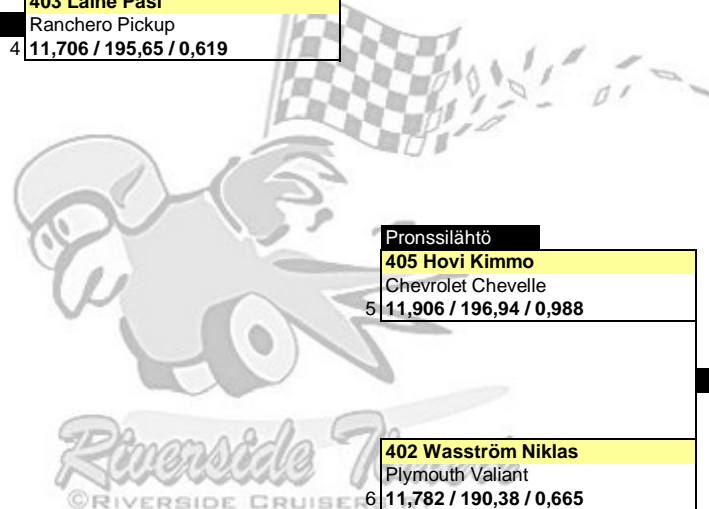 403 Laine Pasi
Ranchero Pickup
4 11,706 / 195,65 / 0,619
Pronssilähtö
405 Hovi Kimmo
Chevrolet Chevelle
5 11,906 / 196,94 / 0,988
402 Wasström Niklas
Riverside
Plymouth Valiant
©RIVERSIDE CRUISERS
6 11,782 / 190,38 / 0,665